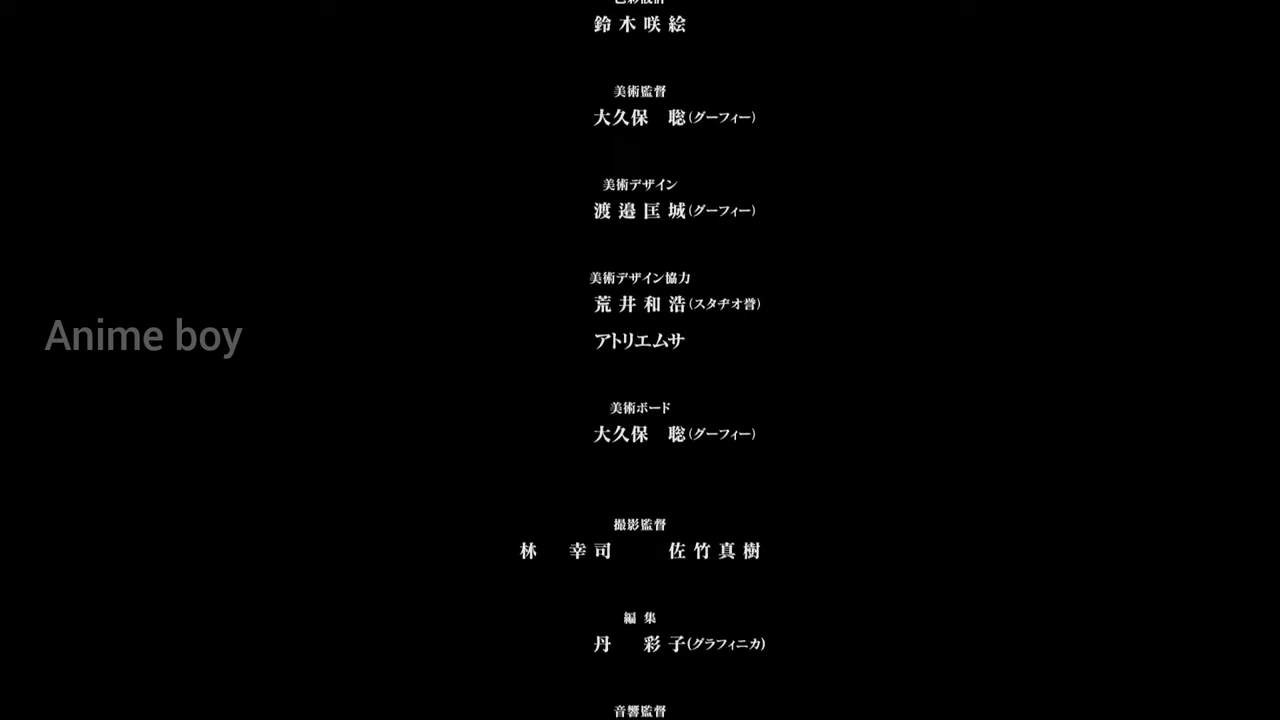 鈴木咲絵
美術監督
大久保 聡(グーフィー)
美術デザイン
渡邉匡城(グーフィー)
美術デザイン協力
荒井和浩(スタヂオ誉)
アトリエムサ
Anime boy
美術ボード
大久保 聡(グーフィー)
撮影監督
林 幸司 佐竹真樹
編集
丹 彩子(グラフィニカ)
音響監督